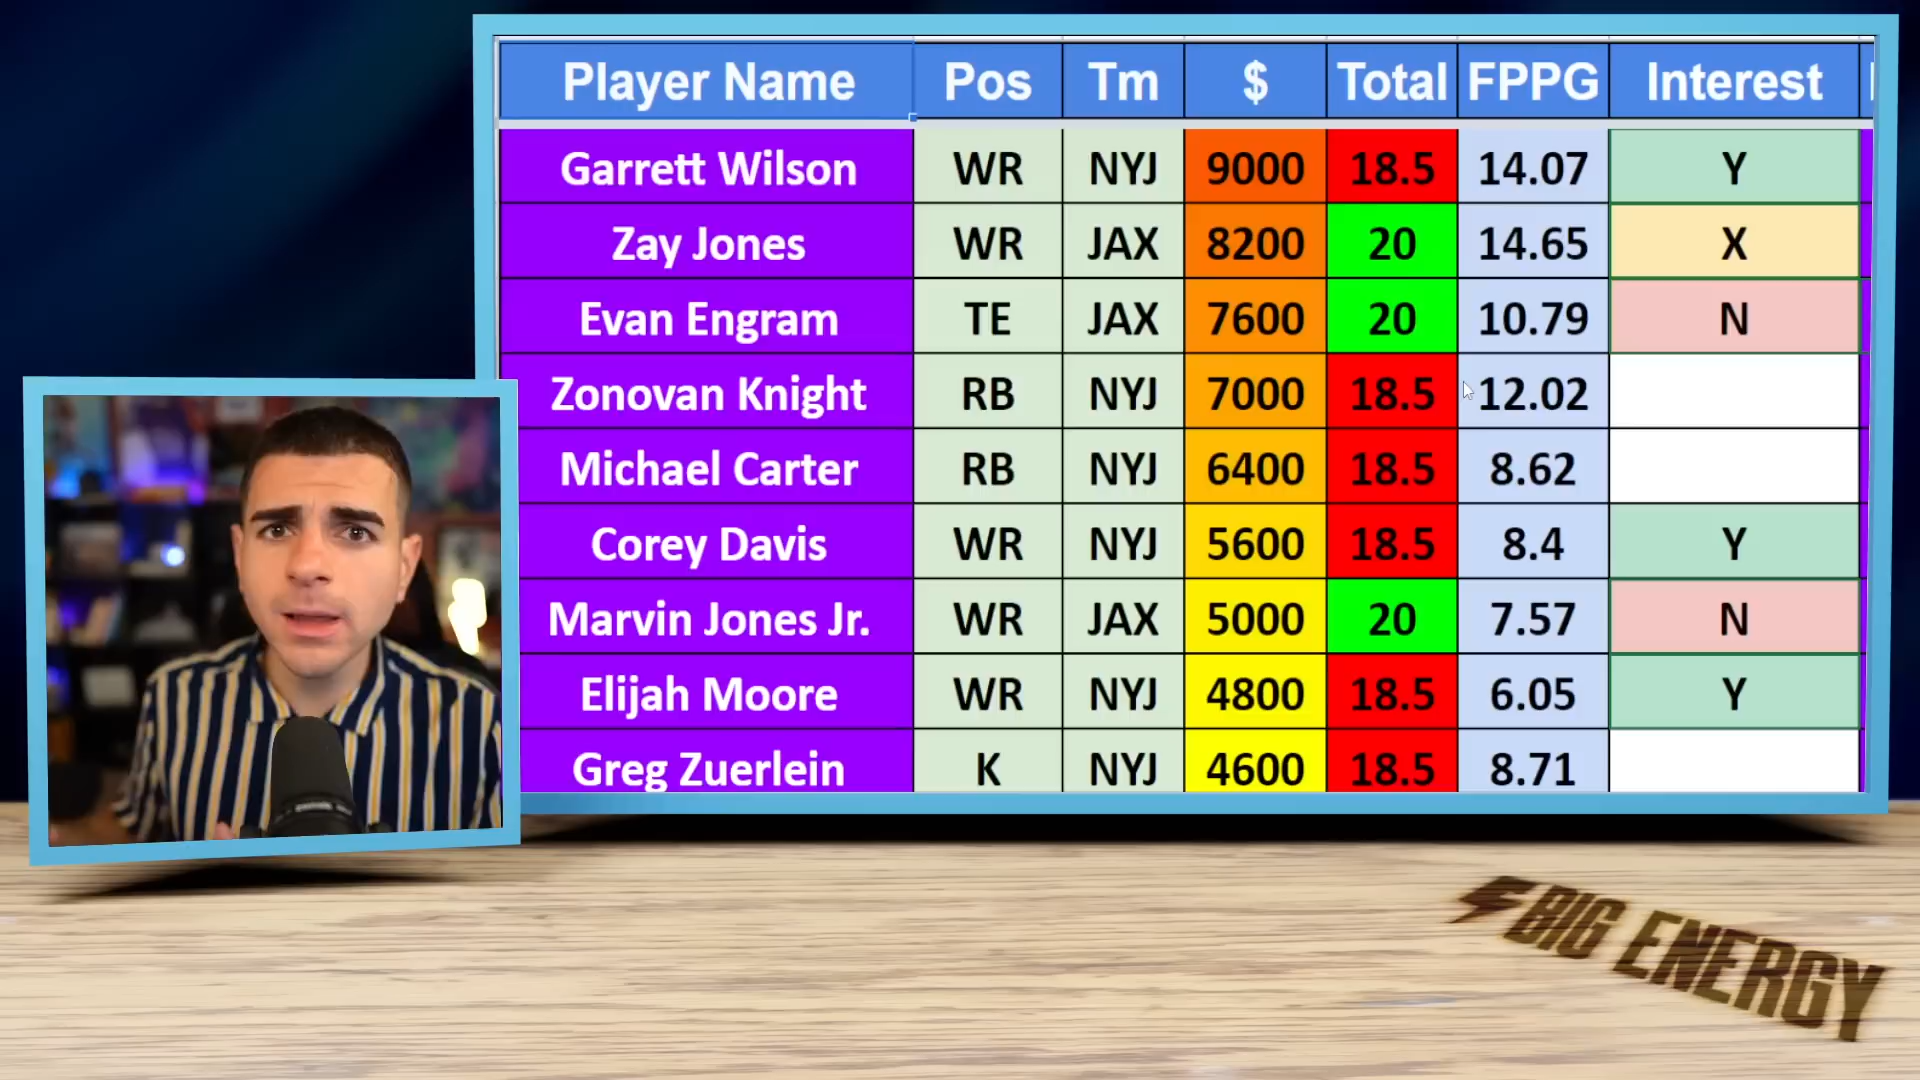 Player Name Pos Tm $ Total FPPG Interest
Garrett Wilson WR NYJ 9000 18.5 14.07 Y
Zay Jones WR JAX 8200 20 14.65 X
Evan Engram TE JAX 7600 20 10.79 N
Zonovan Knight RB NYJ 7000 18.5 12.02
Michael Carter RB NYJ 6400 18.5 8.62
Corey Davis WR NYJ 5600 18.5 8.4 Y
Marvin Jones Jr. WR JAX 5000 20 7.57 N
Elijah Moore WR NYJ 4800 18.5 6.05 Y
Greg Zuerlein K NYJ 4600 18.5 8.71
BIG ENERGY